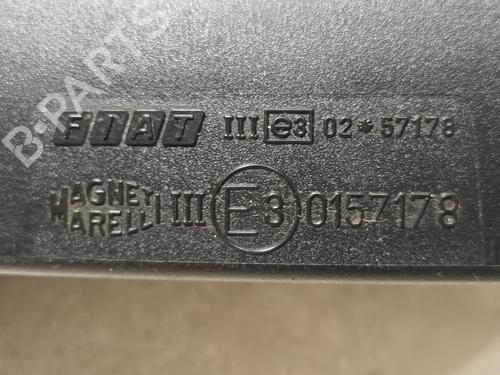 B-PARTS
FIAT III e3 02*57178
MAGNETI MARELLI III E3 0157178